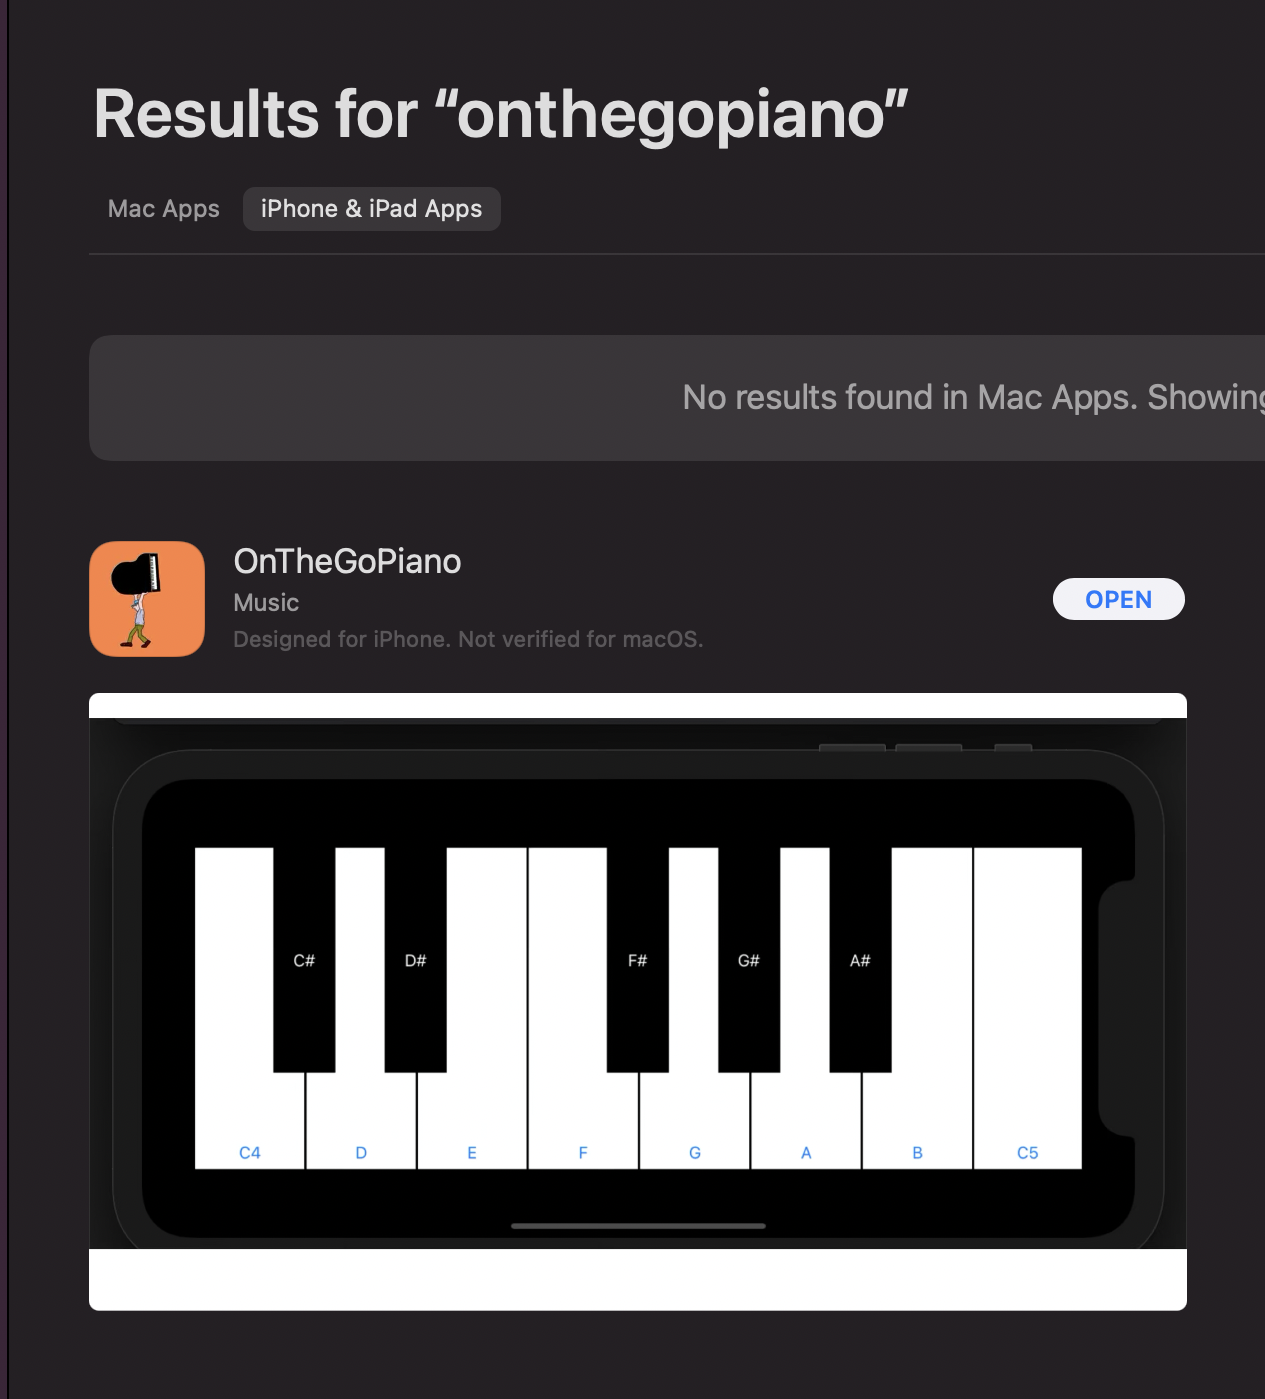 Results for “onthegopiano”
Mac Apps iPhone & iPad Apps
No results found in Mac Apps. Showing
OnTheGoPiano
Music
Designed for iPhone. Not verified for macOS.
OPEN
C# D# F# G# A#
C4 D E F G A B C5